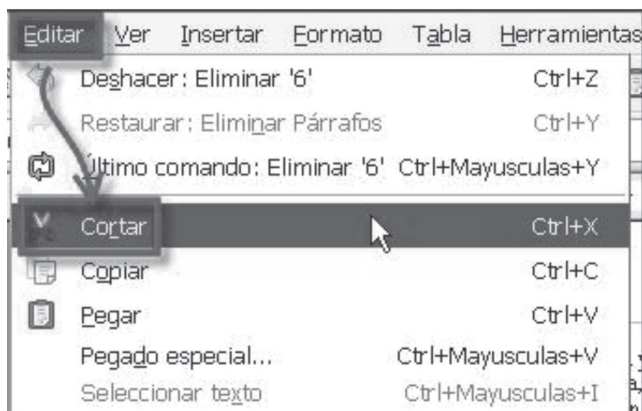 Editar Ver Insertar Formato Tabla Herramientas
Deshacer: Eliminar '6' Ctrl+Z
Restaurar: Eliminar Párrafos Ctrl+Y
Último comando: Eliminar '6' Ctrl+Mayusculas+Y
Cortar Ctrl+X
Copiar Ctrl+C
Pegar Ctrl+V
Pegado especial... Ctrl+Mayusculas+V
Seleccionar texto Ctrl+Mayusculas+I